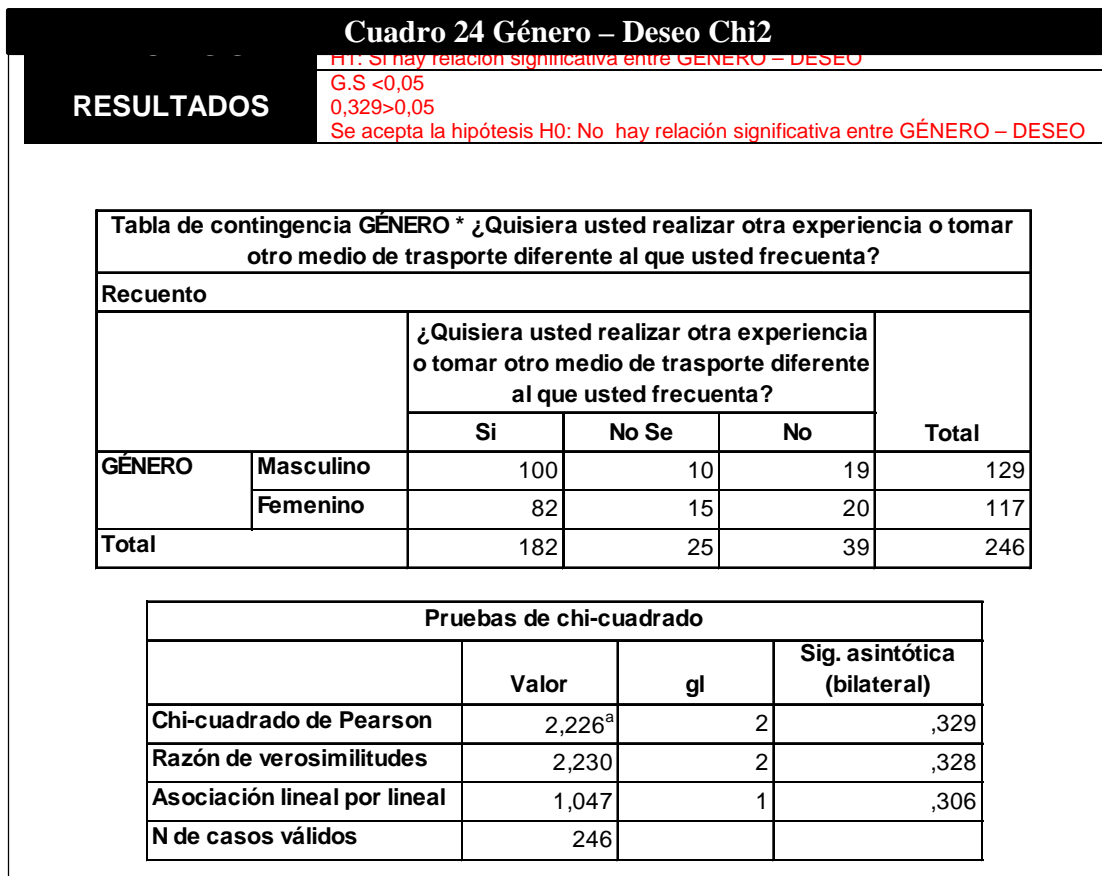 Cuadro 24 Género – Deseo Chi2
H1: Si hay relación significativa entre GÉNERO – DESEO
RESULTADOS
G.S <0,05
0,329>0,05
Se acepta la hipótesis H0: No hay relación significativa entre GÉNERO – DESEO
Tabla de contingencia GÉNERO * ¿Quisiera usted realizar otra experiencia o tomar
otro medio de trasporte diferente al que usted frecuenta?
Recuento
¿Quisiera usted realizar otra experiencia
o tomar otro medio de trasporte diferente
al que usted frecuenta?
Si No Se No Total
GÉNERO Masculino 100 10 19 129
Femenino 82 15 20 117
Total 182 25 39 246
Pruebas de chi-cuadrado
Valor gl Sig. asintótica
(bilateral)
Chi-cuadrado de Pearson 2,226a 2 ,329
Razón de verosimilitudes 2,230 2 ,328
Asociación lineal por lineal 1,047 1 ,306
N de casos válidos 246